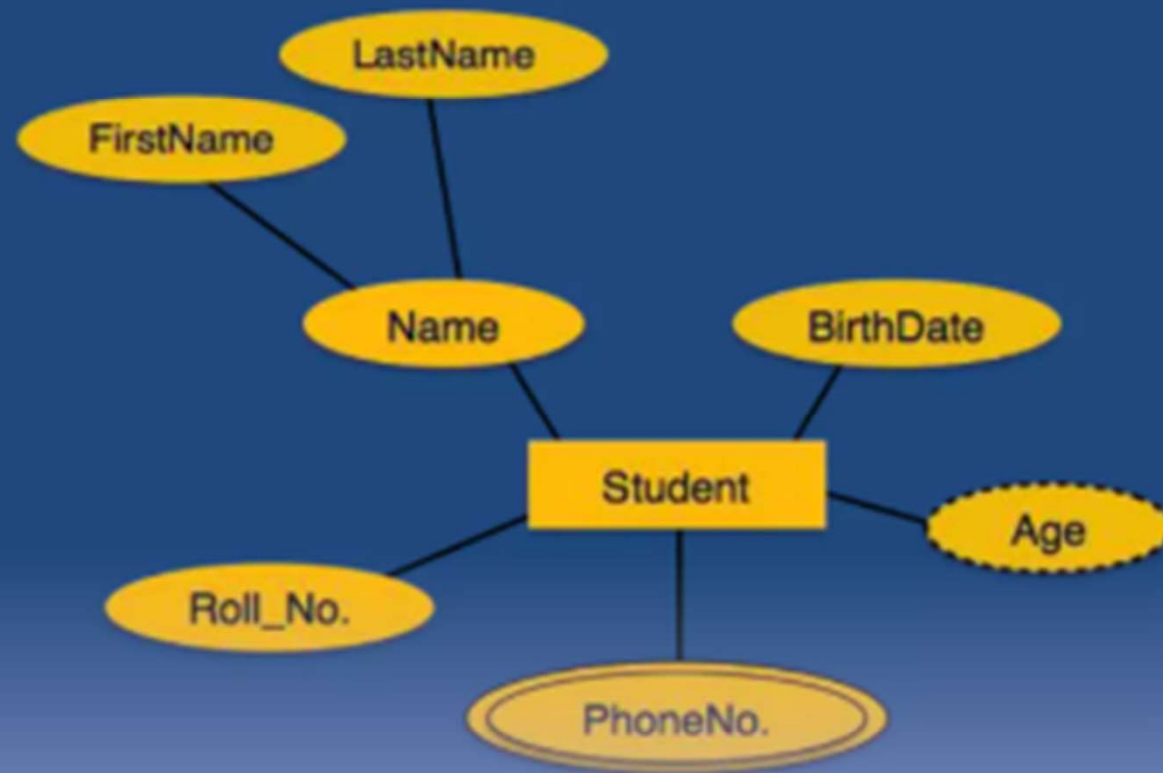 LastName
FirstName
Name
BirthDate
Student
Age
Roll_No.
PhoneNo.